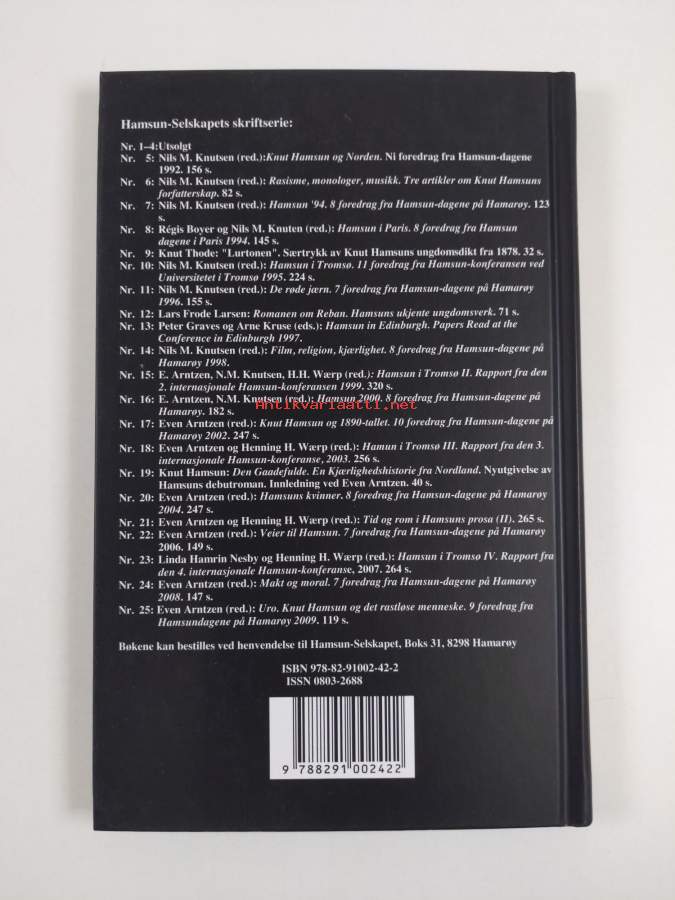 Hamsun-Selskapets skriftserie:
Nr. 1–4:Utsolgt
Nr. 5: Nils M. Knutsen (red.):Knut Hamsun og Norden. Ni foredrag fra Hamsun-dagene
1992. 156 s.
Nr. 6: Nils M. Knutsen (red.): Rasisme, monologer, musikk. Tre artikler om Knut Hamsuns
forfatterskap. 82 s.
Nr. 7: Nils M. Knutsen (red.): Hamsun '94. 8 foredrag fra Hamsun-dagene på Hamarøy. 123
s.
Nr. 8: Régis Boyer og Nils M. Knuten (red.): Hamsun i Paris. 8 foredrag fra Hamsun
dagene i Paris 1994. 145 s.
Nr. 9: Knut Thode: "Lurtonen". Særtrykk av Knut Hamsuns ungdomsdikt fra 1878. 32 s.
Nr. 10: Nils M. Knutsen (red.): Hamsun i Tromsø. 11 foredrag fra Hamsun-konferansen ved
Universitetet i Tromsø 1995. 224 s.
Nr. 11: Nils M. Knutsen (red.): De røde jærn. 7 foredrag fra Hamsun-dagene på Hamarøy
1996. 155 s.
Nr. 12: Lars Frode Larsen: Romanen om Reban. Hamsuns ukjente ungdomsverk. 71 s.
Nr. 13: Peter Graves og Arne Kruse (eds.): Hamsun in Edinburgh. Papers Read at the
Conference in Edinburgh 1997.
Nr. 14: Nils M. Knutsen (red.): Film, religion, kjærlighet. 8 foredrag fra Hamsun-dagene på
Hamarøy 1998.
Nr. 15: E. Arntzen, N.M. Knutsen, H.H. Wærp (red.): Hamsun i Tromsø II. Rapport fra den
2. internasjonale Hamsun-konferansen 1999. 320 s.
Nr. 16: E. Arntzen, N.M. Knutsen (red.): Hamsun 2000. 8 foredrag fra Hamsun-dagene på
Hamarøy. 182 s.
Antikvariaatti.net
Nr. 17: Even Arntzen (red.): Knut Hamsun og 1890-tallet. 10 foredrag fra Hamsun-dagene på
Hamarøy 2002. 247 s.
Nr. 18: Even Arntzen og Henning H. Wærp (red.): Hamun i Tromsø III. Rapport fra den 3.
internasjonale Hamsun-konferanse, 2003. 256 s.
Nr. 19: Knut Hamsun: Den Gaadefulde. En Kjærlighedshistorie fra Nordland. Nyutgivelse av
Hamsuns debutroman. Innledning ved Even Arntzen. 40 s.
Nr. 20: Even Arntzen (red.): Hamsuns kvinner. 8 foredrag fra Hamsun-dagene på Hamarøy
2004. 247 s.
Nr. 21: Even Arntzen og Henning H. Wærp (red.): Tid og rom i Hamsuns prosa (II). 265 s.
Nr. 22: Even Arntzen (red.): Veier til Hamsun. 7 foredrag fra Hamsun-dagene på Hamarøy
2006. 149 s.
Nr. 23: Linda Hamrin Nesby og Henning H. Wærp (red.): Hamsun i Tromsø IV. Rapport fra
den 4. internasjonale Hamsun-konferanse, 2007. 264 s.
Nr. 24: Even Arntzen (red.): Makt og moral. 7 foredrag fra Hamsun-dagene på Hamarøy
2008. 147 s.
Nr. 25: Even Arntzen (red.): Uro. Knut Hamsun og det rastløse menneske. 9 foredrag fra
Hamsundagene på Hamarøy 2009. 119 s.
Bøkene kan bestilles ved henvendelse til Hamsun-Selskapet, Boks 31, 8298 Hamarøy
ISBN 978-82-91002-42-2
ISSN 0803-2688
9 788291 002422